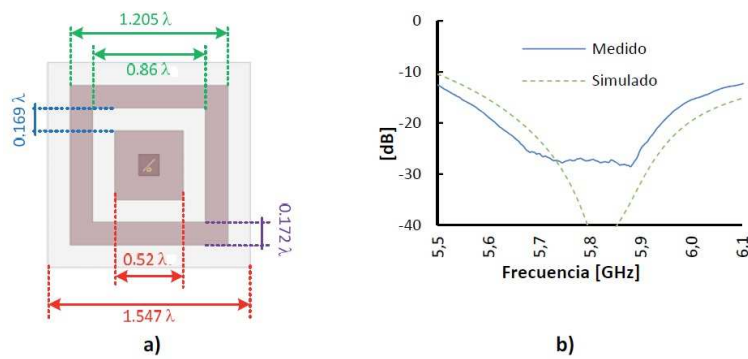 1.205 λ
0.86 λ
0.169 λ
0.172 λ
0.52 λ
1.547 λ
a)
0
-10
-20
-30
-40
[dB]
Medido
Simulado
5,5
5,6
5,7
5,8
5,9
6,0
6,1
Frecuencia [GHz]
b)